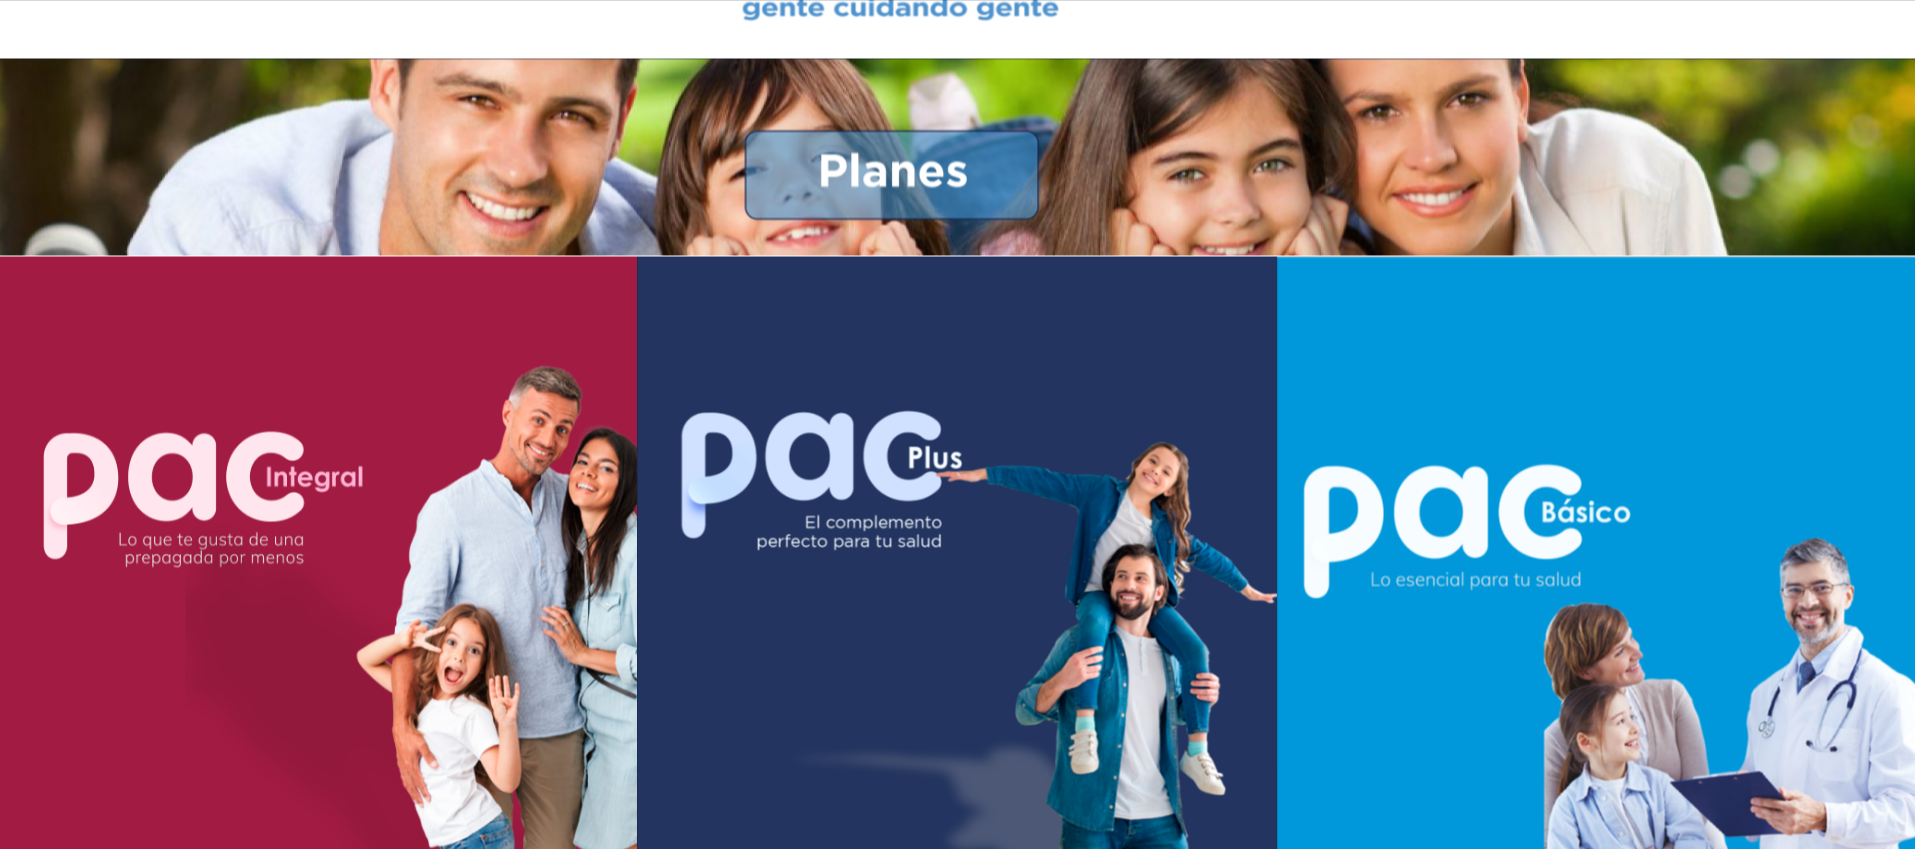 gente cuidando gente
Planes
pac Integral
Lo que te gusta de una
prepagada por menos
pac Plus
El complemento
perfecto para tu salud
pac Básico
Lo esencial para tu salud